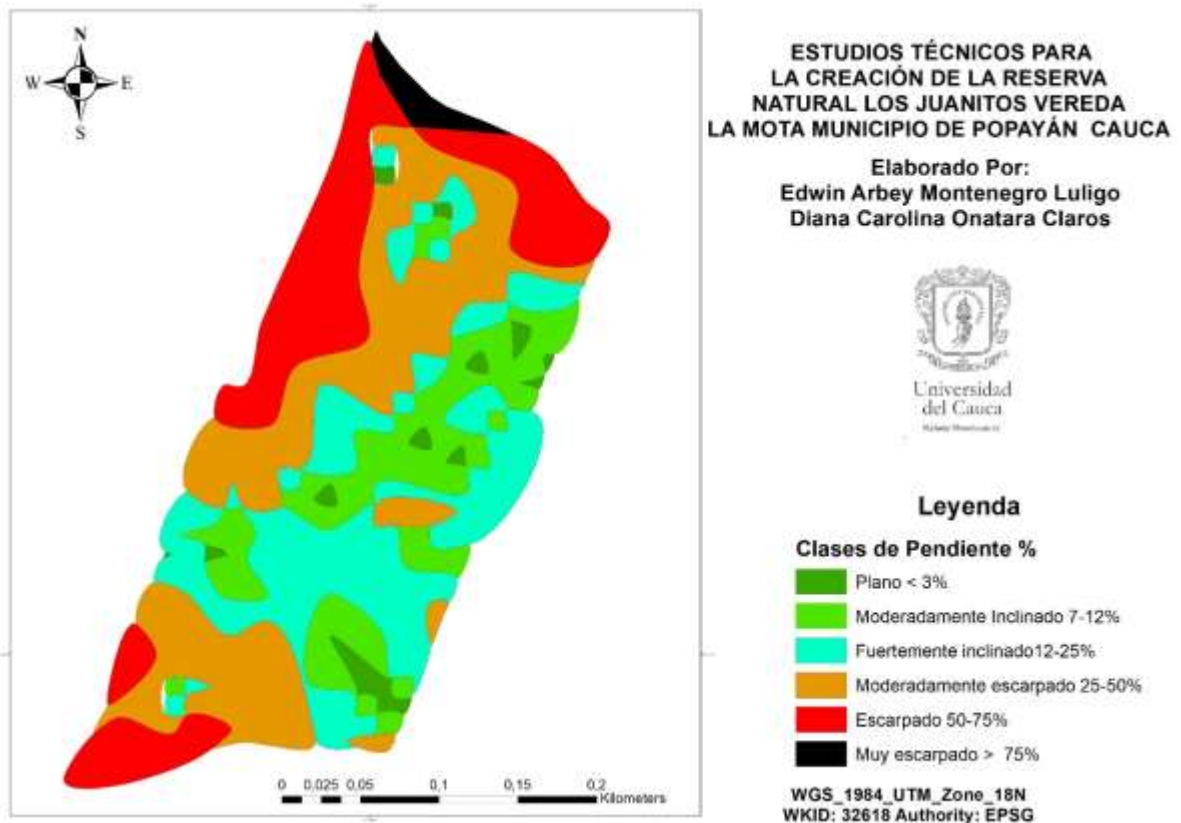 N
W E
S
ESTUDIOS TÉCNICOS PARA
LA CREACIÓN DE LA RESERVA
NATURAL LOS JUANITOS VEREDA
LA MOTA MUNICIPIO DE POPAYÁN CAUCA
Elaborado Por:
Edwin Arbey Montenegro Luligo
Diana Carolina Onatara Claros
Universidad
del Cauca
Leyenda
Clases de Pendiente %
Plano < 3%
Moderadamente Inclinado 7-12%
Fuertemente inclinado12-25%
Moderadamente escarpado 25-50%
Escarpado 50-75%
Muy escarpado > 75%
0 0,025 0,05 0,1 0,15 0,2
Kilometers
WGS_1984_UTM_Zone_18N
WKID: 32618 Authority: EPSG